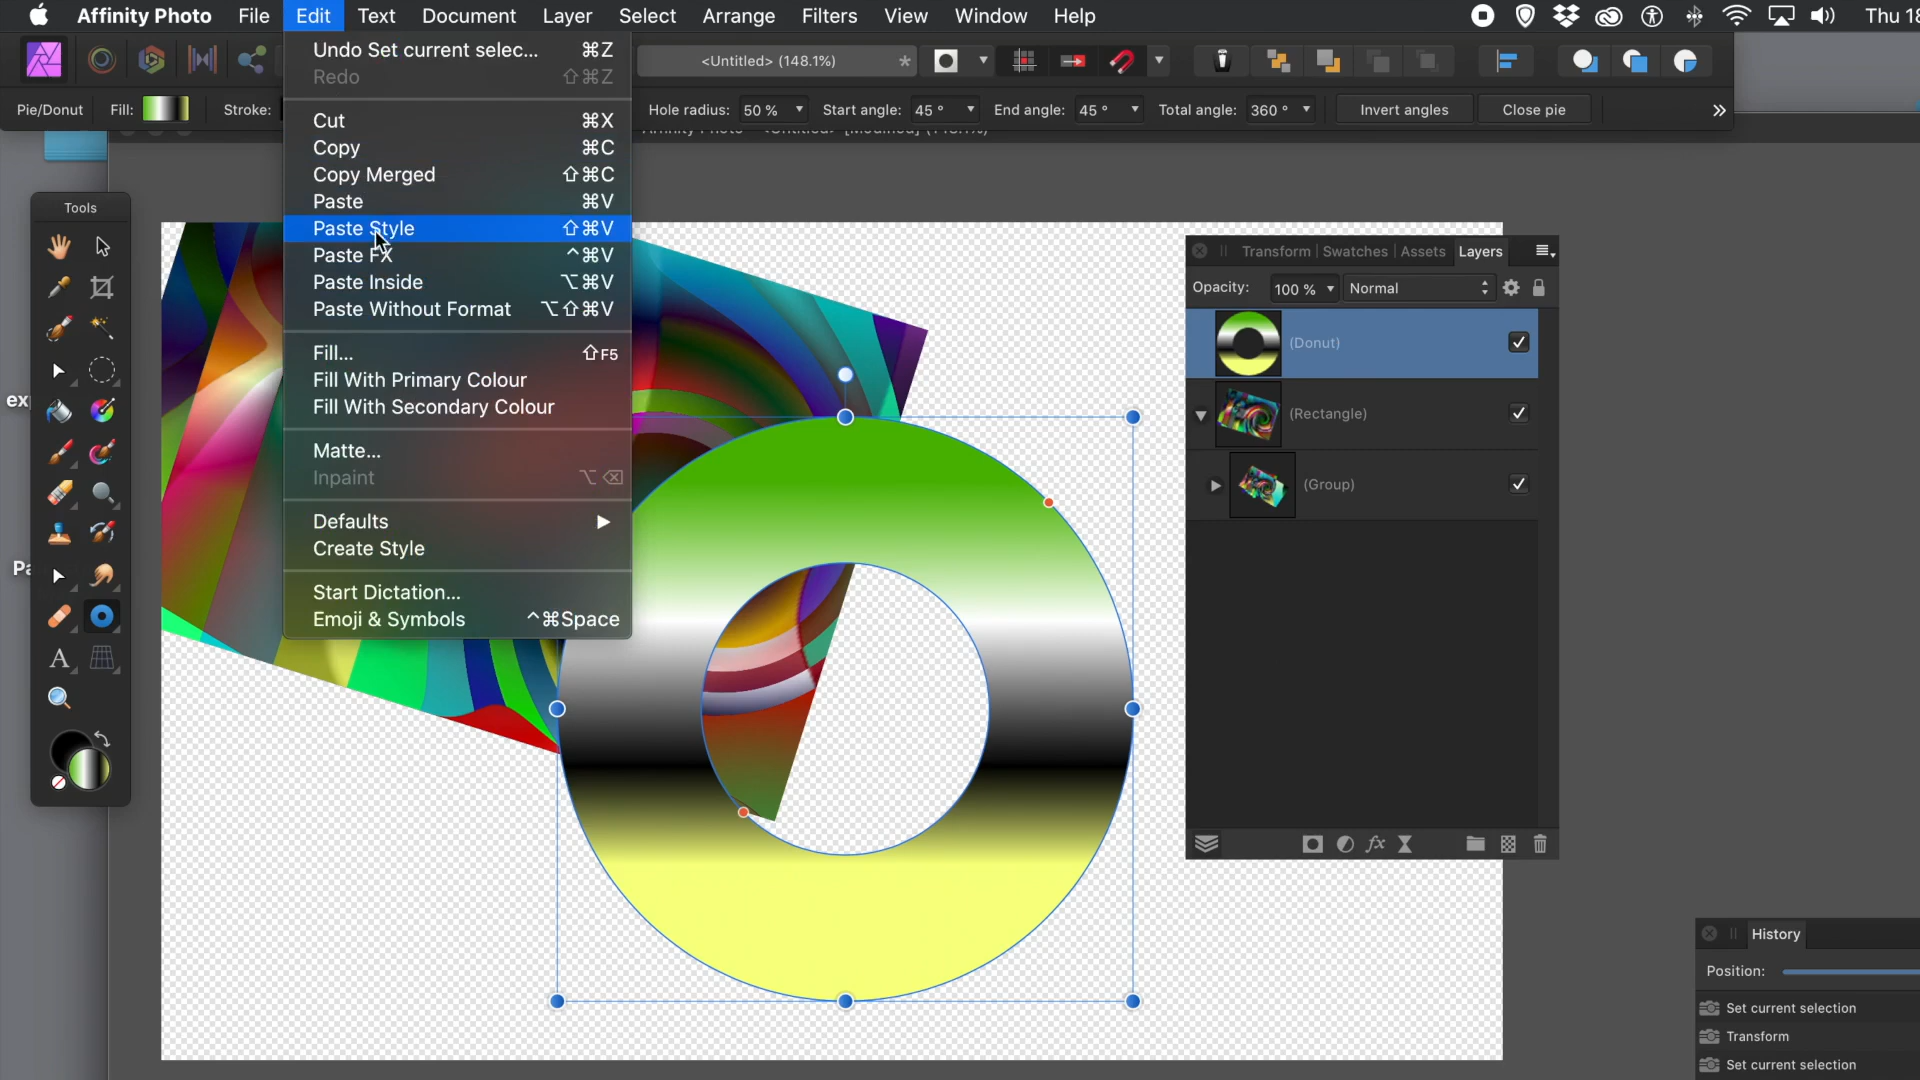 Affinity Photo File Edit Text Document Layer Select Arrange Filters View Window Help Thu 18
<Untitled> (148.1%) *
Pie/Donut Fill: Stroke: Hole radius: 50 % Start angle: 45 ° End angle: 45 ° Total angle: 360 ° Invert angles Close pie
Undo Set current selec... ⌘Z
Redo ⇧⌘Z
Cut ⌘X
Copy ⌘C
Copy Merged ⇧⌘C
Paste ⌘V
Paste Style ⇧⌘V
Paste FX ^⌘V
Paste Inside ⌥⌘V
Paste Without Format ⌥⇧⌘V
Fill... ⇧F5
Fill With Primary Colour
Fill With Secondary Colour
Matte...
Inpaint ⌥⌫
Defaults
Create Style
Start Dictation...
Emoji & Symbols ^⌘Space
Tools
Transform Swatches Assets Layers
Opacity: 100 % Normal
(Donut)
(Rectangle)
(Group)
History
Position:
Set current selection
Transform
Set current selection